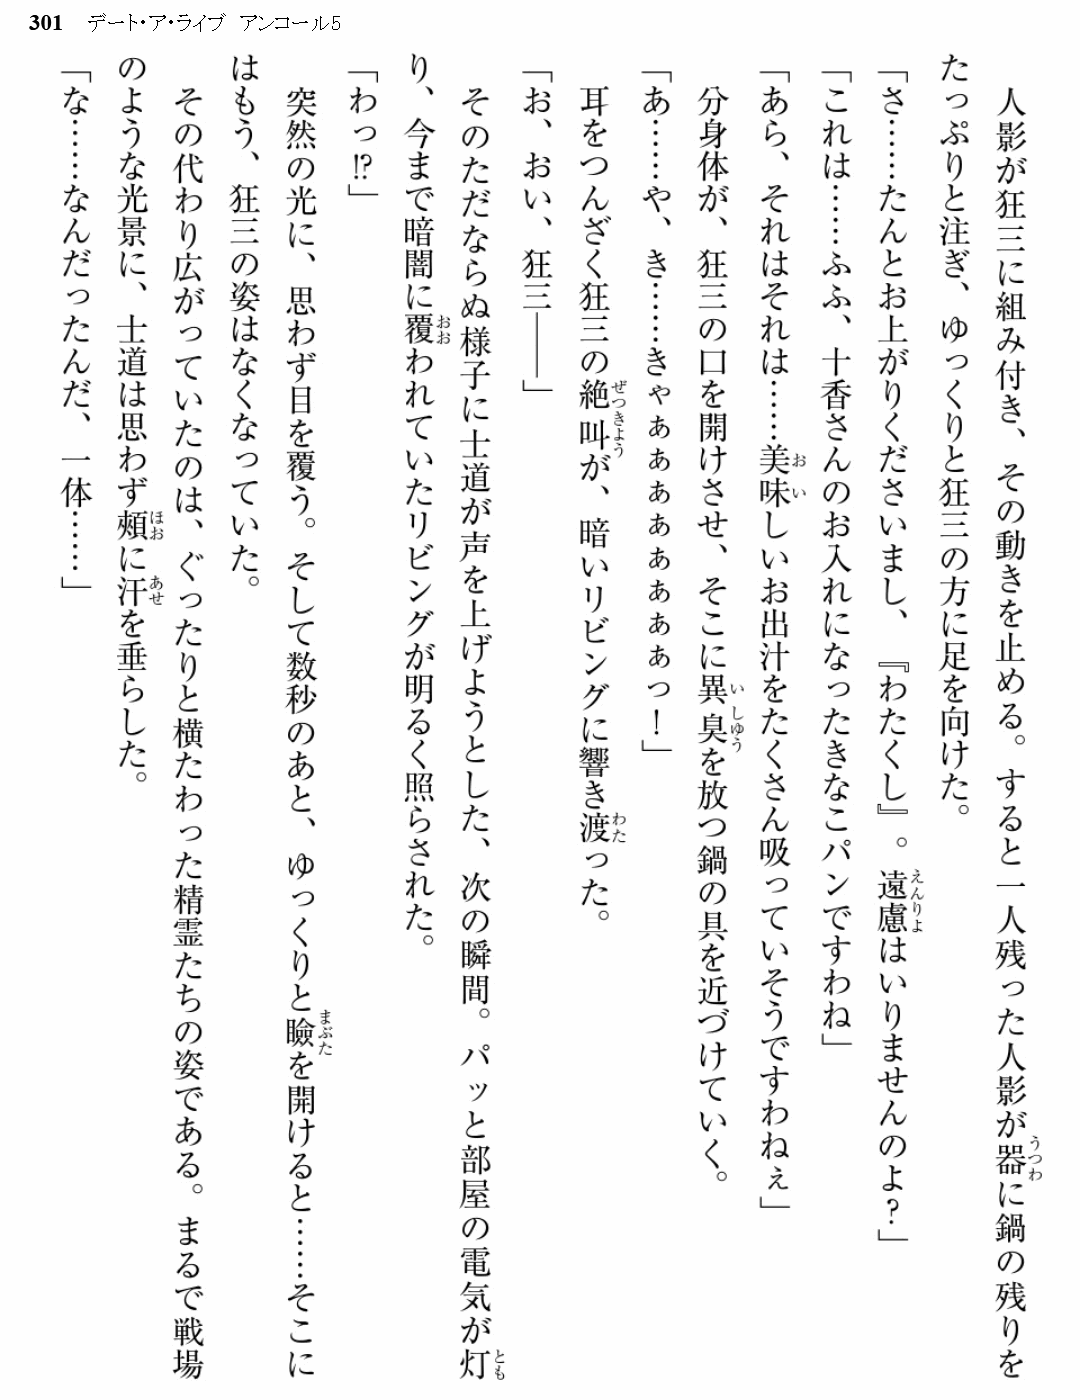 301 デート・ア・ライブ アンコール5
　人影が狂三に組み付き、その動きを止める。すると一人残った人影が器に鍋の残りを
たっぷりと注ぎ、ゆっくりと狂三の方に足を向けた。
「さ……たんとお上がりくださいまし、『わたくし』。遠慮はいりませんのよ?」
「これは……ふふ、十香さんのお入れになったきなこパンですわね」
「あら、それはそれは……美味しいお出汁をたくさん吸っていそうですわねぇ」
　分身体が、狂三の口を開けさせ、そこに異臭を放つ鍋の具を近づけていく。
「あ……や、き……きゃぁぁぁぁぁぁぁぁっ!」
　耳をつんざく狂三の絶叫が、暗いリビングに響き渡った。
「お、おい、狂三――」
　そのただならぬ様子に士道が声を上げようとした、次の瞬間。パッと部屋の電気が灯
り、今まで暗闇に覆われていたリビングが明るく照らされた。
「わっ!?」
　突然の光に、思わず目を覆う。そして数秒のあと、ゆっくりと瞼を開けると……そこに
はもう、狂三の姿はなくなっていた。
　その代わり広がっていたのは、ぐったりと横たわった精霊たちの姿である。まるで戦場
のような光景に、士道は思わず頰に汗を垂らした。
「な……なんだったんだ、一体……」